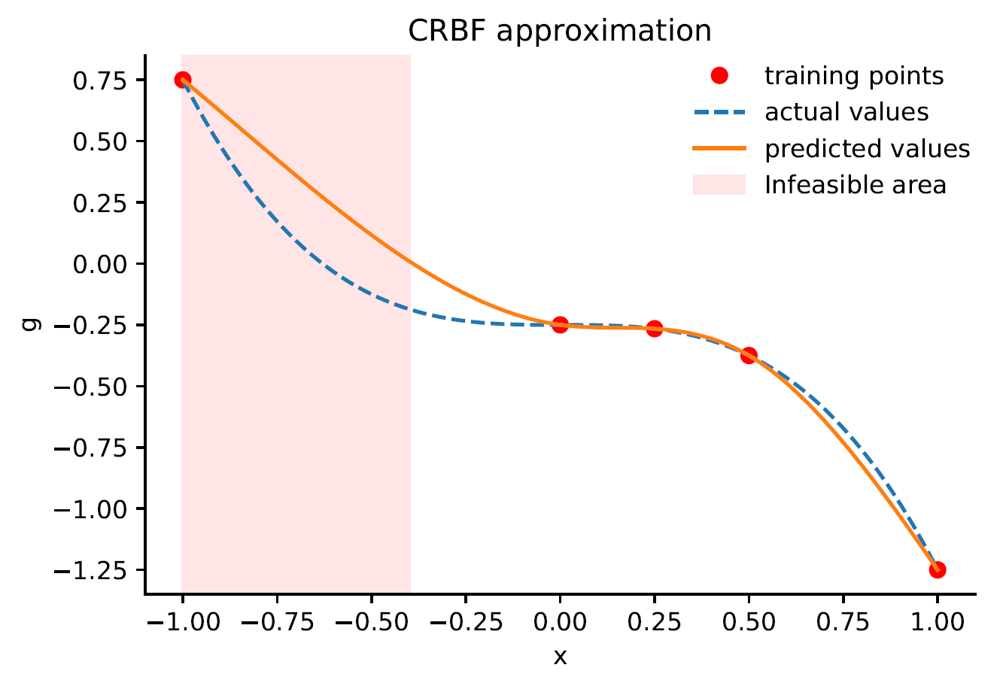 CRBF approximation
training points
actual values
predicted values
Infeasible area
0.75
0.50
0.25
0.00
−0.25
−0.50
−0.75
−1.00
−1.25
g
−1.00 −0.75 −0.50 −0.25 0.00 0.25 0.50 0.75 1.00
x